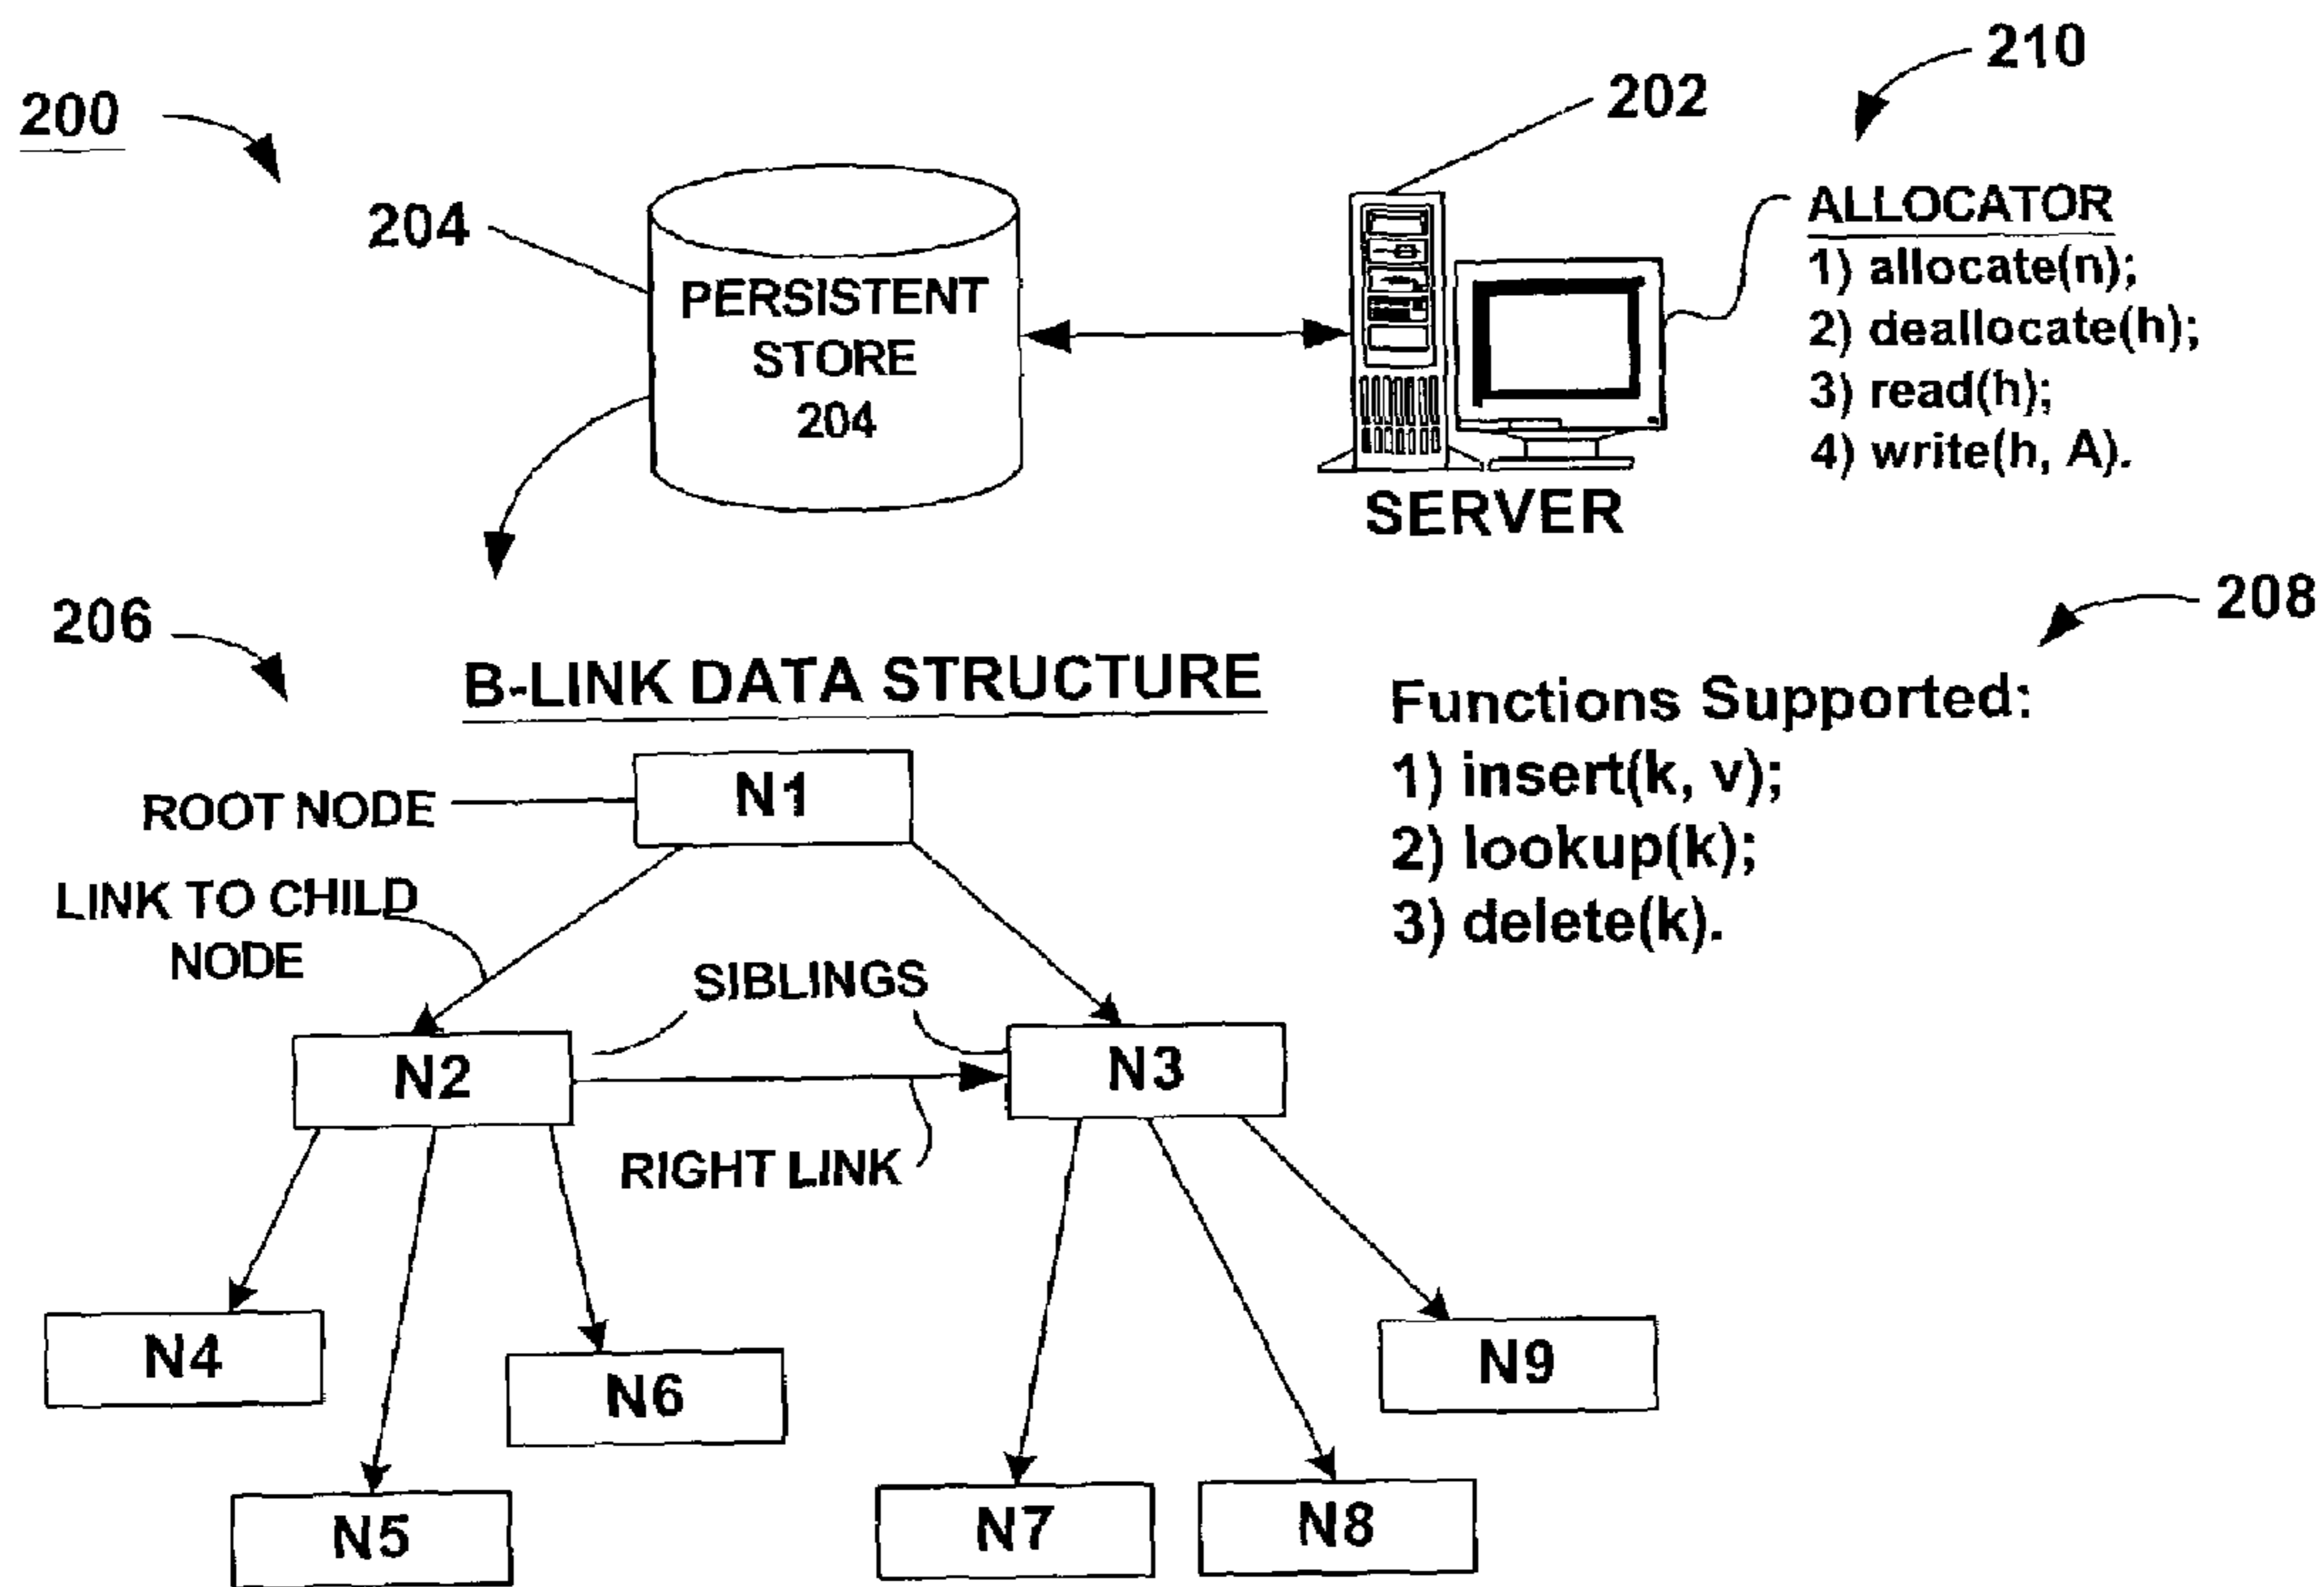 210
202
200
204
ALLOCATOR
1) allocate(n);
2) deallocate(h);
3) read(h);
4) write(h, A).
PERSISTENT
STORE
204
SERVER
206
208
B-LINK DATA STRUCTURE
Functions Supported:
1) insert(k, v);
2) lookup(k);
3) delete(k).
ROOT NODE
N1
LINK TO CHILD
NODE
SIBLINGS
N2
N3
RIGHT LINK
N4
N6
N9
N5
N7
N8